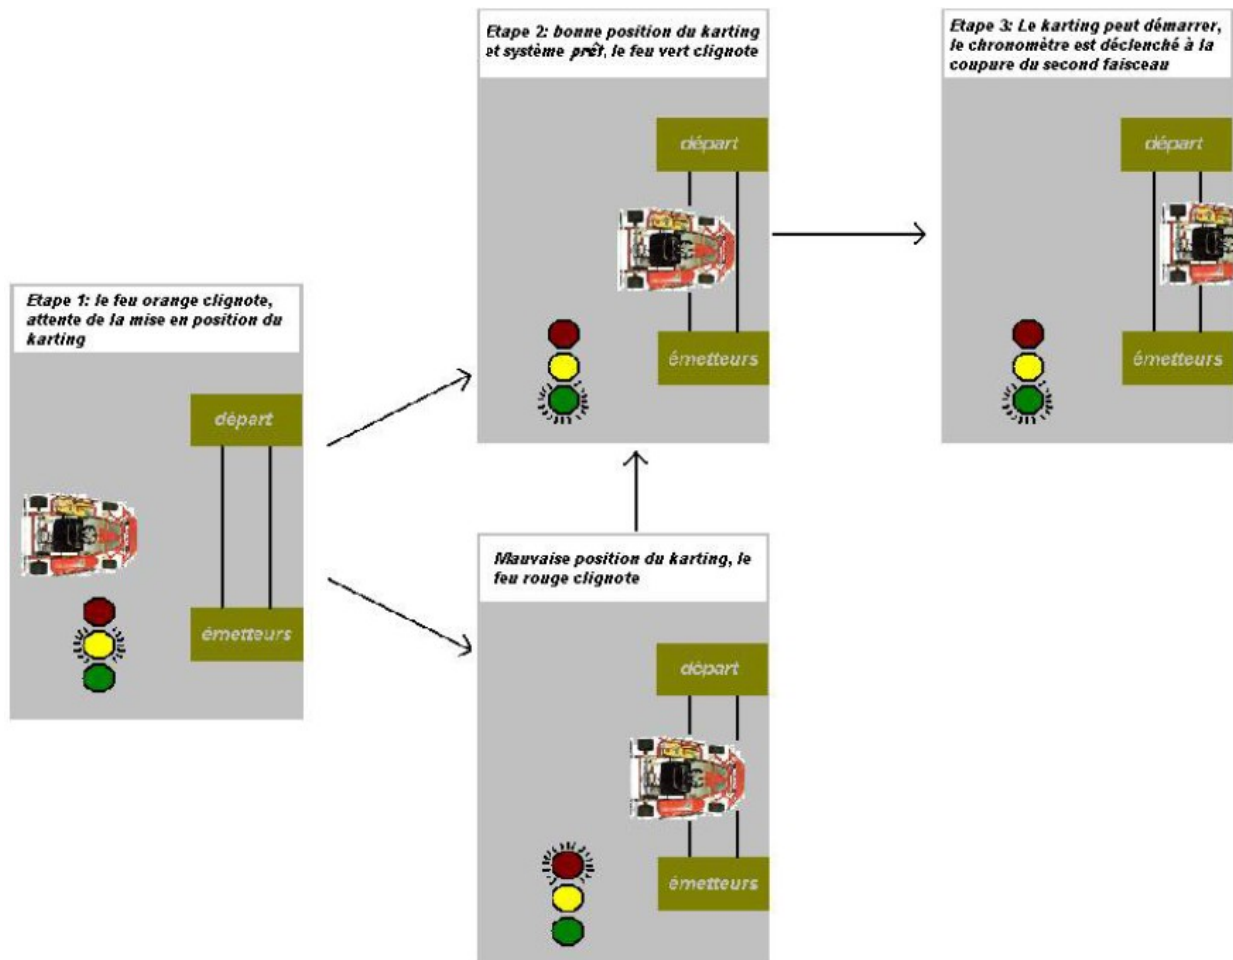 Etape 1: le feu orange clignote,
attente de la mise en position du
karting
départ
émetteurs
Etape 2: bonne position du karting
et système prêt, le feu vert clignote
départ
émetteurs
Mauvaise position du karting, le
feu rouge clignote
départ
émetteurs
Etape 3: Le karting peut démarrer,
le chronomètre est déclenché à la
coupure du second faisceau
départ
émetteurs